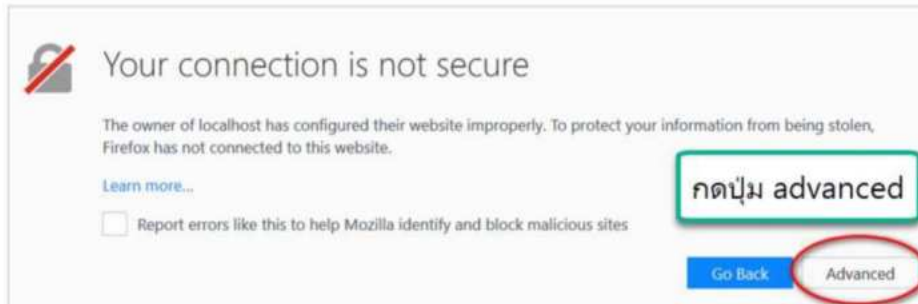 Your connection is not secure
The owner of localhost has configured their website improperly. To protect your information from being stolen,
Firefox has not connected to this website.
Learn more...
กดปุ่ม advanced
Report errors like this to help Mozilla identify and block malicious sites
Go Back
Advanced